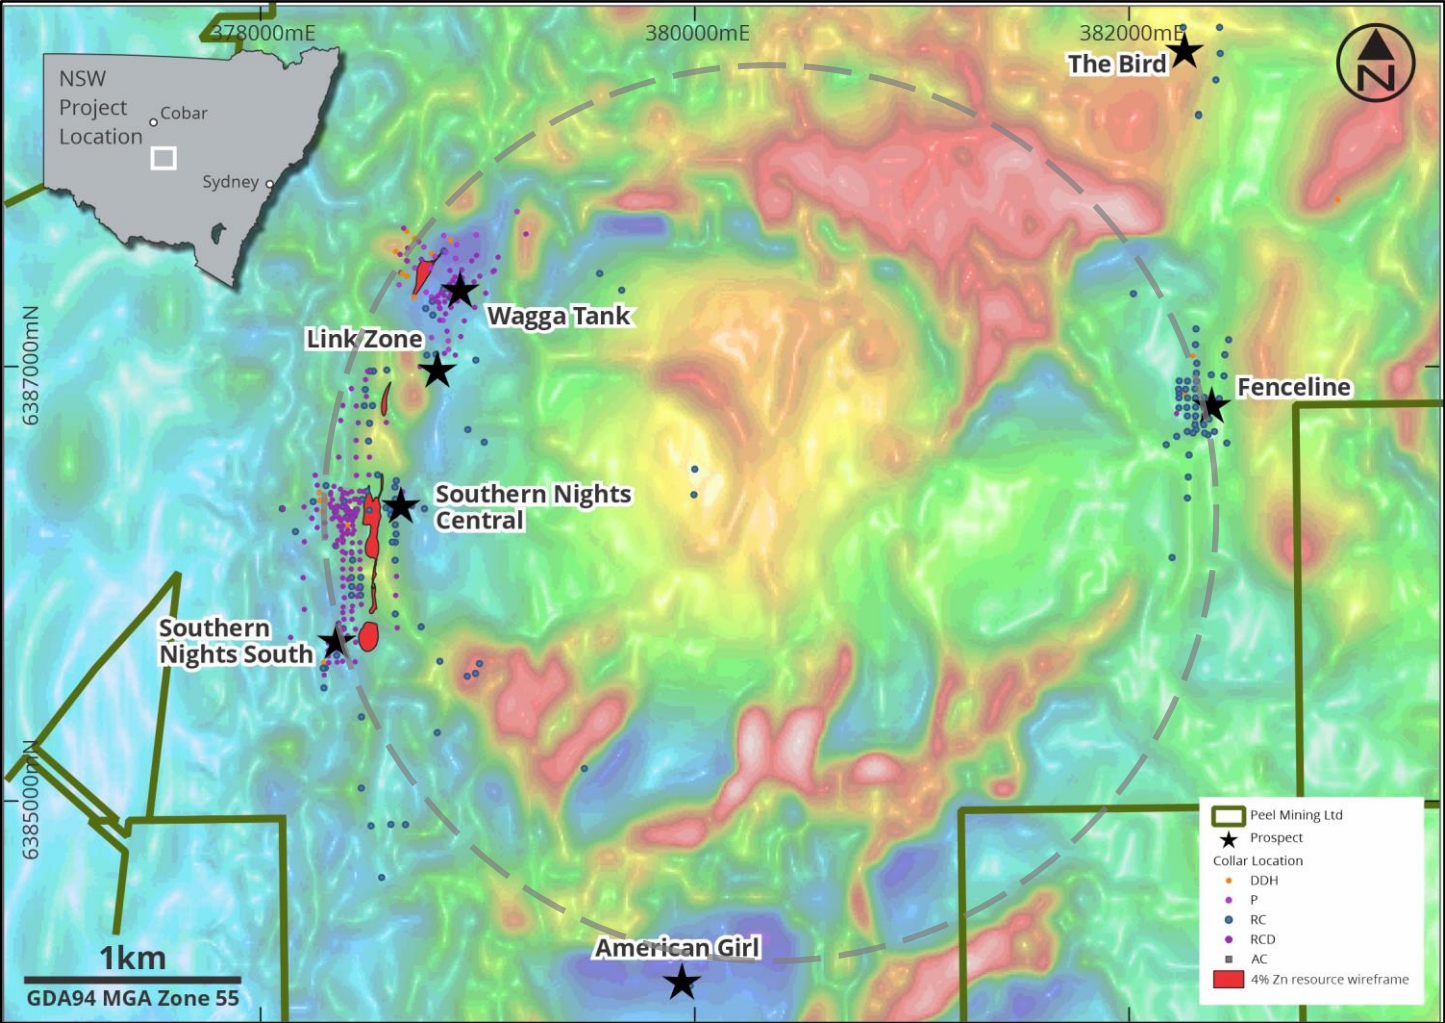 378000mE
380000mE
382000mE
NSW
Project
Location
Cobar
Sydney
The Bird
N
Wagga Tank
Link Zone
6387000mN
Fenceline
Southern Nights
Central
Southern
Nights South
6385000mN
American Girl
1km
GDA94 MGA Zone 55
Peel Mining Ltd
Prospect
Collar Location
DDH
P
RC
RCD
AC
4% Zn resource wireframe